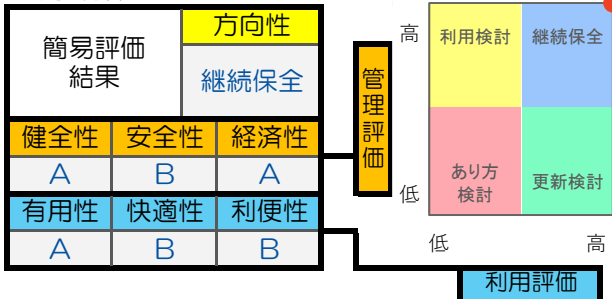 簡易評価
結果
方向性
継続保全
健全性 安全性 経済性
A B A
有用性 快適性 利便性
A B B
管理評価
高
低
利用検討 継続保全
あり方
検討
更新検討
低 高
利用評価